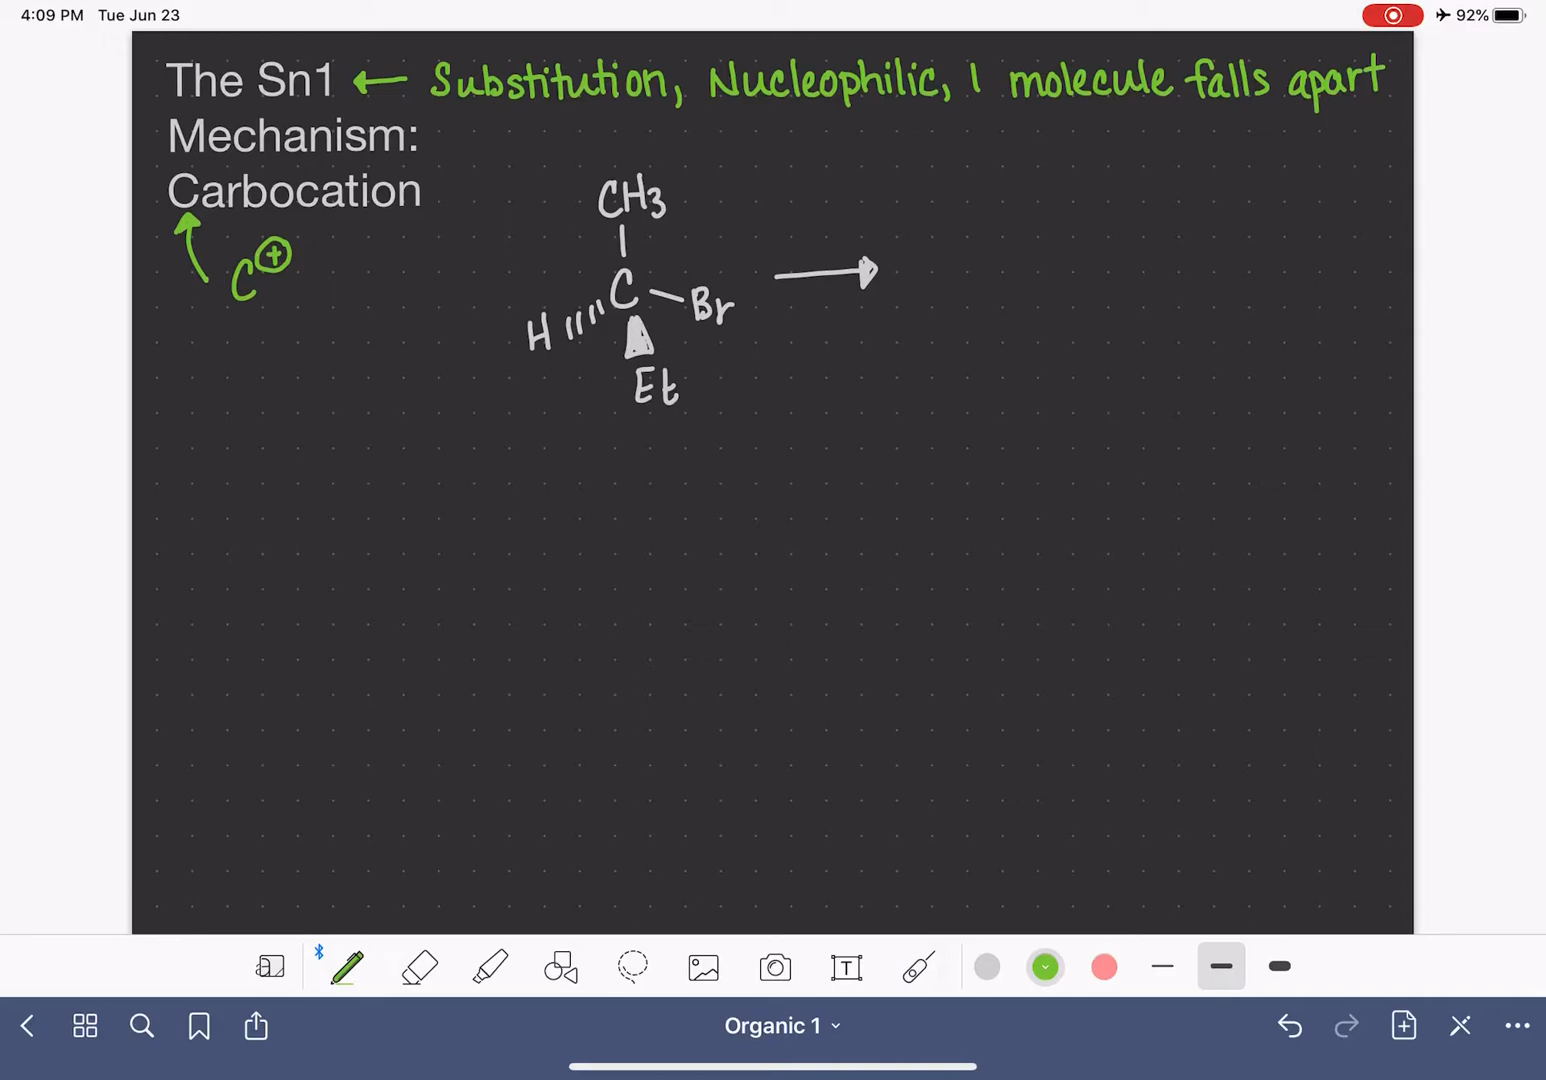 4:09 PM Tue Jun 23
92%
The Sn1 ← Substitution, Nucleophilic, 1 molecule falls apart
Mechanism:
Carbocation
C⊕
CH3
C
Br
H
Et
T
Organic 1